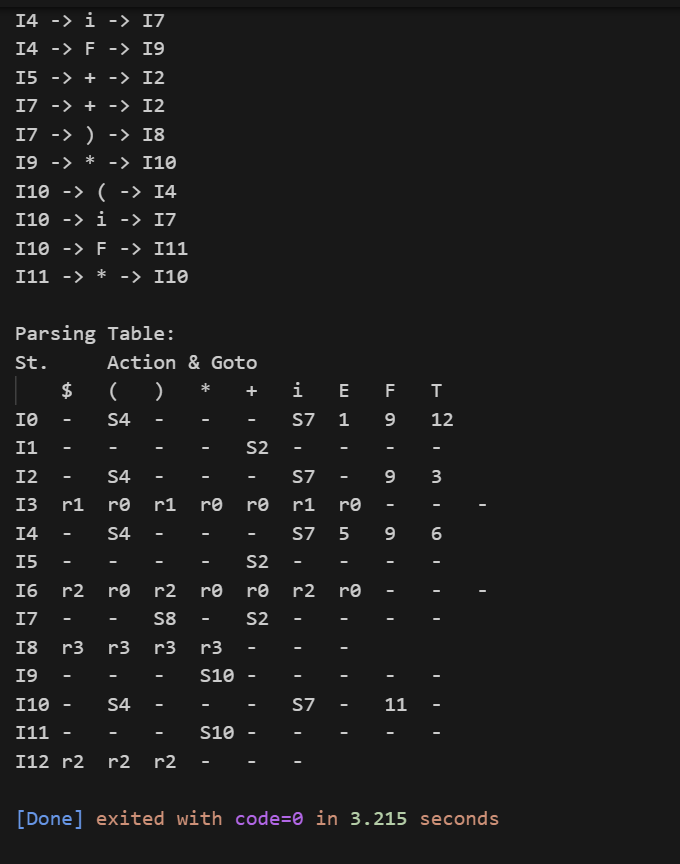 I4 -> i -> I7
I4 -> F -> I9
I5 -> + -> I2
I7 -> + -> I2
I7 -> ) -> I8
I9 -> * -> I10
I10 -> ( -> I4
I10 -> i -> I7
I10 -> F -> I11
I11 -> * -> I10

Parsing Table:
St.     Action & Goto
    $   (   )   *   +   i   E   F   T
I0  -   S4  -   -   -   S7  1   9   12
I1  -   -   -   -   S2  -   -   -   -
I2  -   S4  -   -   -   S7  -   9   3
I3  r1  r0  r1  r0  r0  r1  r0  -   -   -
I4  -   S4  -   -   -   S7  5   9   6
I5  -   -   -   -   S2  -   -   -   -
I6  r2  r0  r2  r0  r0  r2  r0  -   -   -
I7  -   -   S8  -   S2  -   -   -   -
I8  r3  r3  r3  r3  -   -   -
I9  -   -   -   S10 -   -   -   -   -
I10 -   S4  -   -   -   S7  -   11  -
I11 -   -   -   S10 -   -   -   -   -
I12 r2  r2  r2  -   -   -

[Done] exited with code=0 in 3.215 seconds